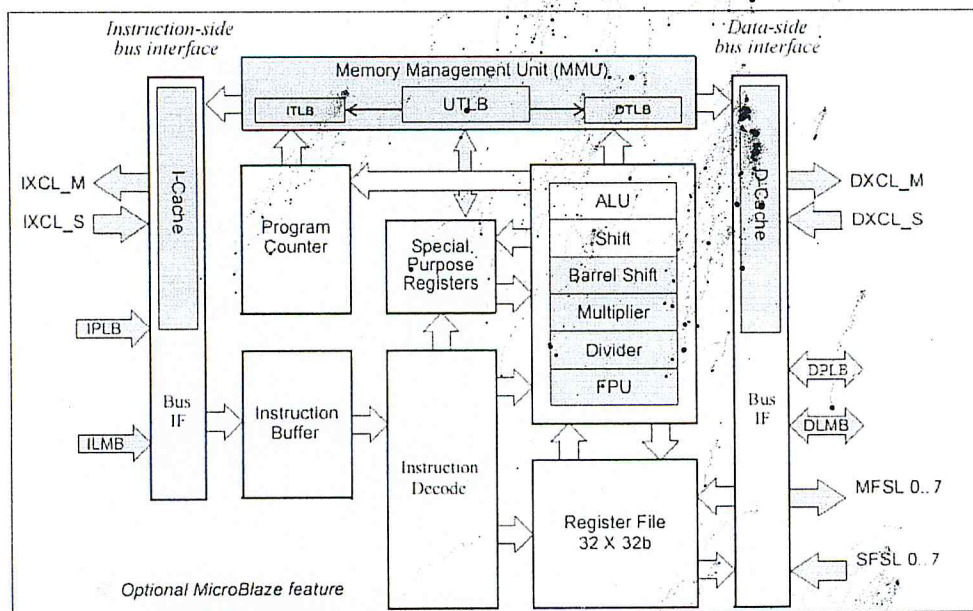 Instruction-side
bus interface
Data-side
bus interface
Memory Management Unit (MMU)
ITLB
UTLB
DTLB
I-Cache
D-Cache
IXCL_M
IXCL_S
DXCL_M
DXCL_S
Program
Counter
Special
Purpose
Registers
ALU
Shift
Barrel Shift
Multiplier
Divider
FPU
IPLB
ILMB
Bus
IF
Instruction
Buffer
Instruction
Decode
Register File
32 X 32b
Bus
IF
DPLB
DLMB
MFSL 0..7
SFSL 0..7
Optional MicroBlaze feature